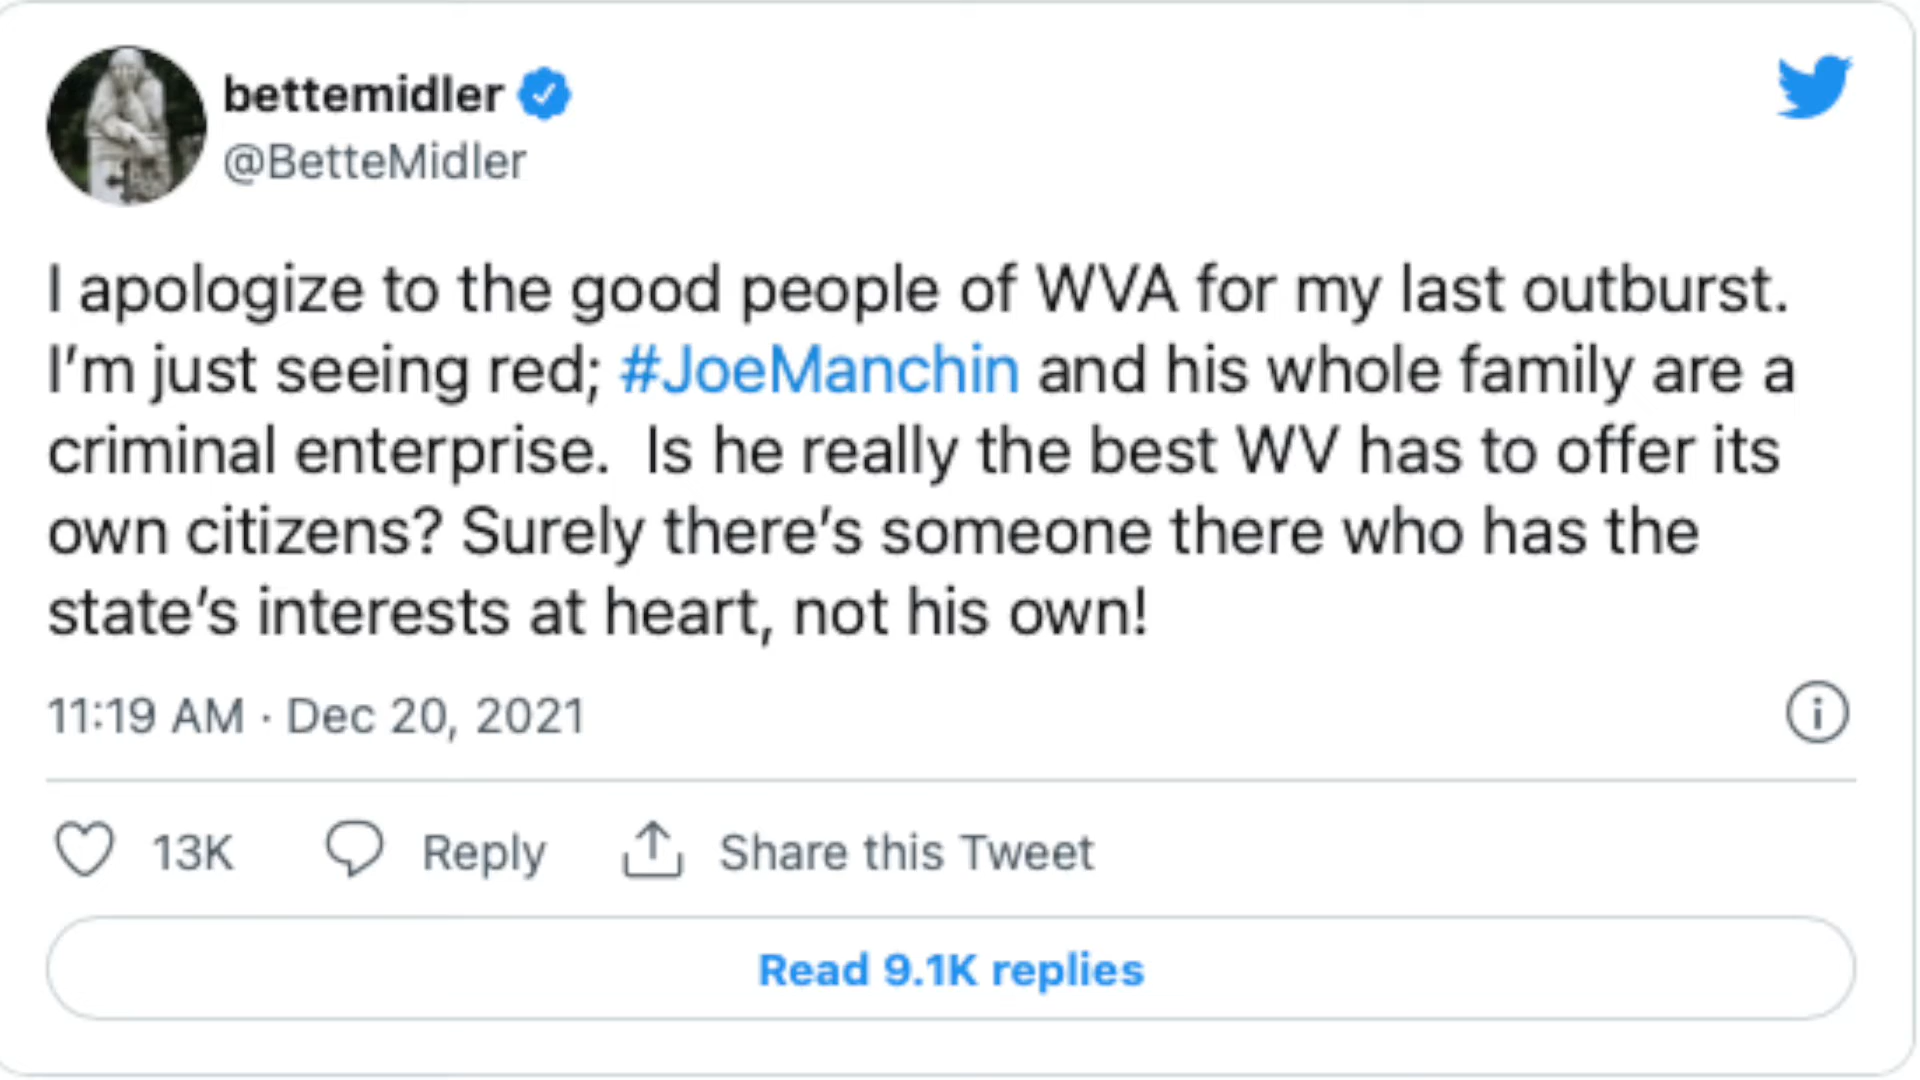 bettemidler
@BetteMidler
I apologize to the good people of WVA for my last outburst.
I’m just seeing red; #JoeManchin and his whole family are a
criminal enterprise.  Is he really the best WV has to offer its
own citizens? Surely there’s someone there who has the
state’s interests at heart, not his own!
11:19 AM · Dec 20, 2021
13K Reply Share this Tweet
Read 9.1K replies